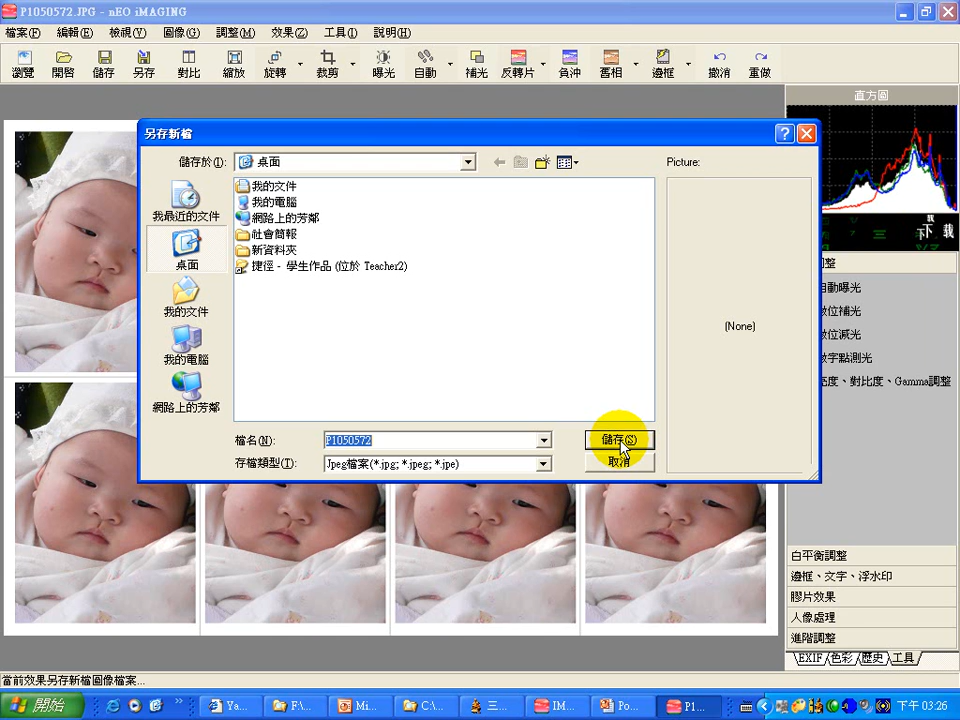 P1050572.JPG - nEO iMAGING
檔案(F) 編輯(E) 檢視(V) 圖像(G) 調整(M) 效果(Z) 工具(I) 說明(H)
瀏覽 開啓 儲存 另存 對比 縮放 旋轉 裁剪 曝光 自動 補光 反轉片 負沖 舊相 邊框 撤消 重做
直方圖
另存新檔
儲存於(I): 桌面 Picture:
我最近的文件
桌面
我的文件
我的電腦
網路上的芳鄰
我的文件
我的電腦
網路上的芳鄰
社會簡報
新資料夾
捷徑 - 學生作品 (位於 Teacher2)
(None)
檔名(N): P1050572 儲存(S)
存檔類型(T): Jpeg檔案(*.jpg; *.jpeg; *.jpe) 取消
下載
整
自動曝光
數位補光
數位減光
數字點測光
亮度、對比度、Gamma調整
白平衡調整
邊框、文字、浮水印
膠片效果
人像處理
進階調整
EXIF 色彩 歷史 工具
當前效果另存新檔圖像檔案...
開始 Ya... F:\... Mi... C:\... 三... IM... Po... P1... 下午 03:26